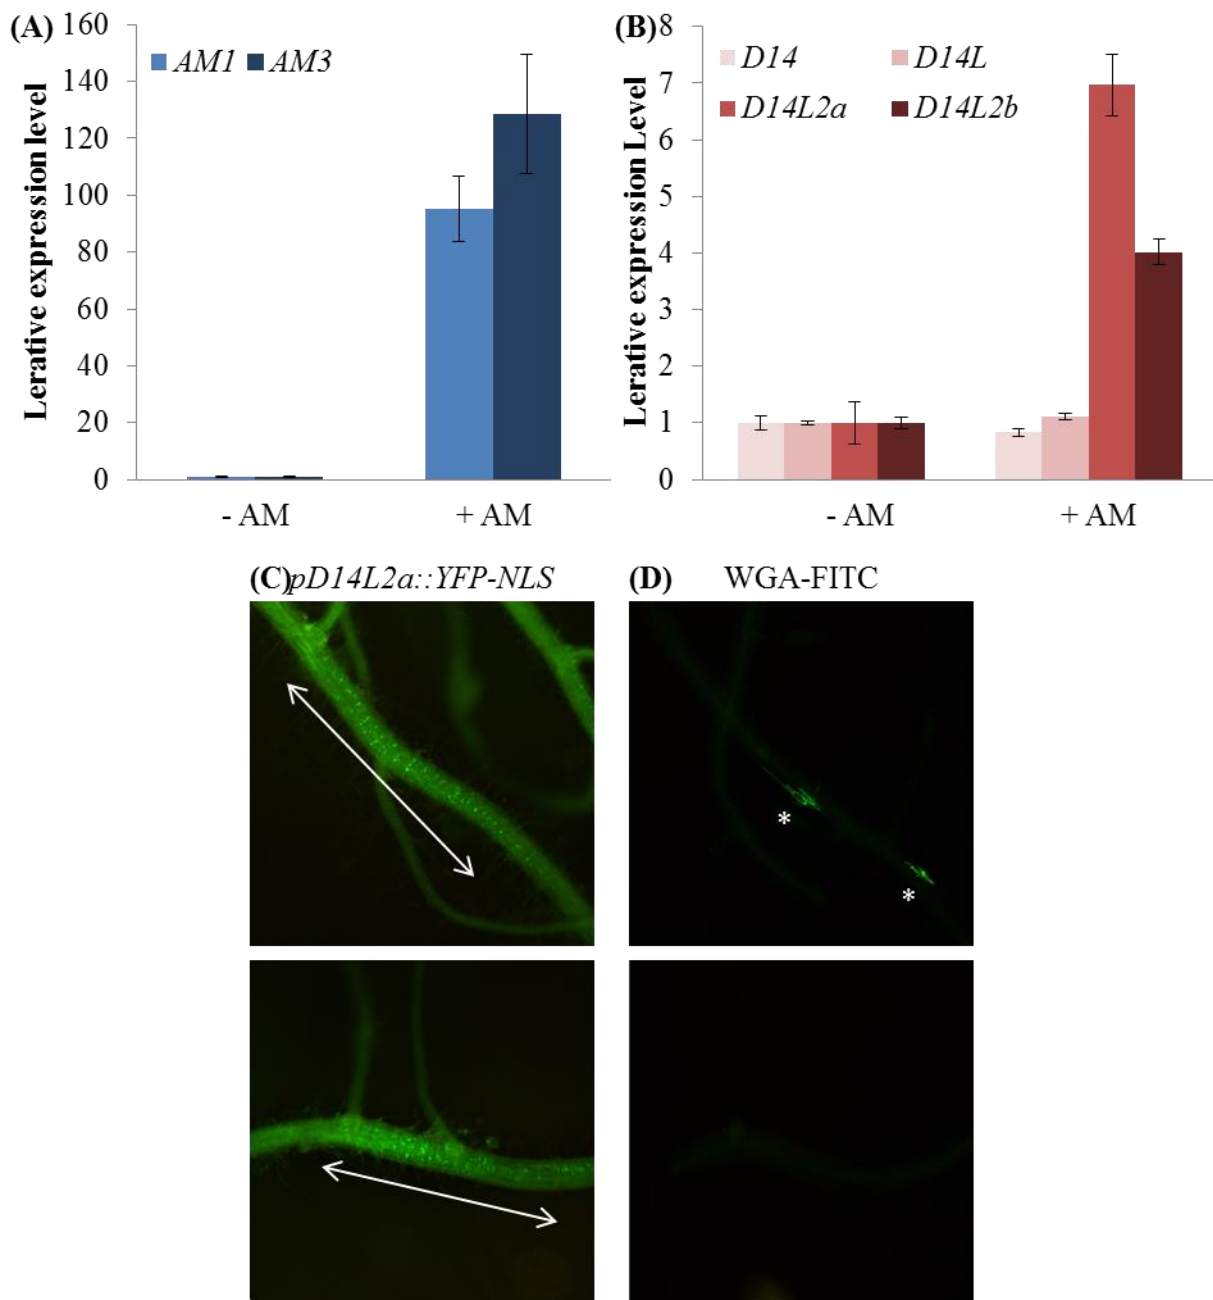 (A)
Lerative expression level
160
140
120
100
80
60
40
20
0
AM1 AM3
- AM + AM
(B)
Lerative expression Level
8
7
6
5
4
3
2
1
0
D14 D14L
D14L2a D14L2b
- AM + AM
(C) pD14L2a::YFP-NLS
(D) WGA-FITC
*
*